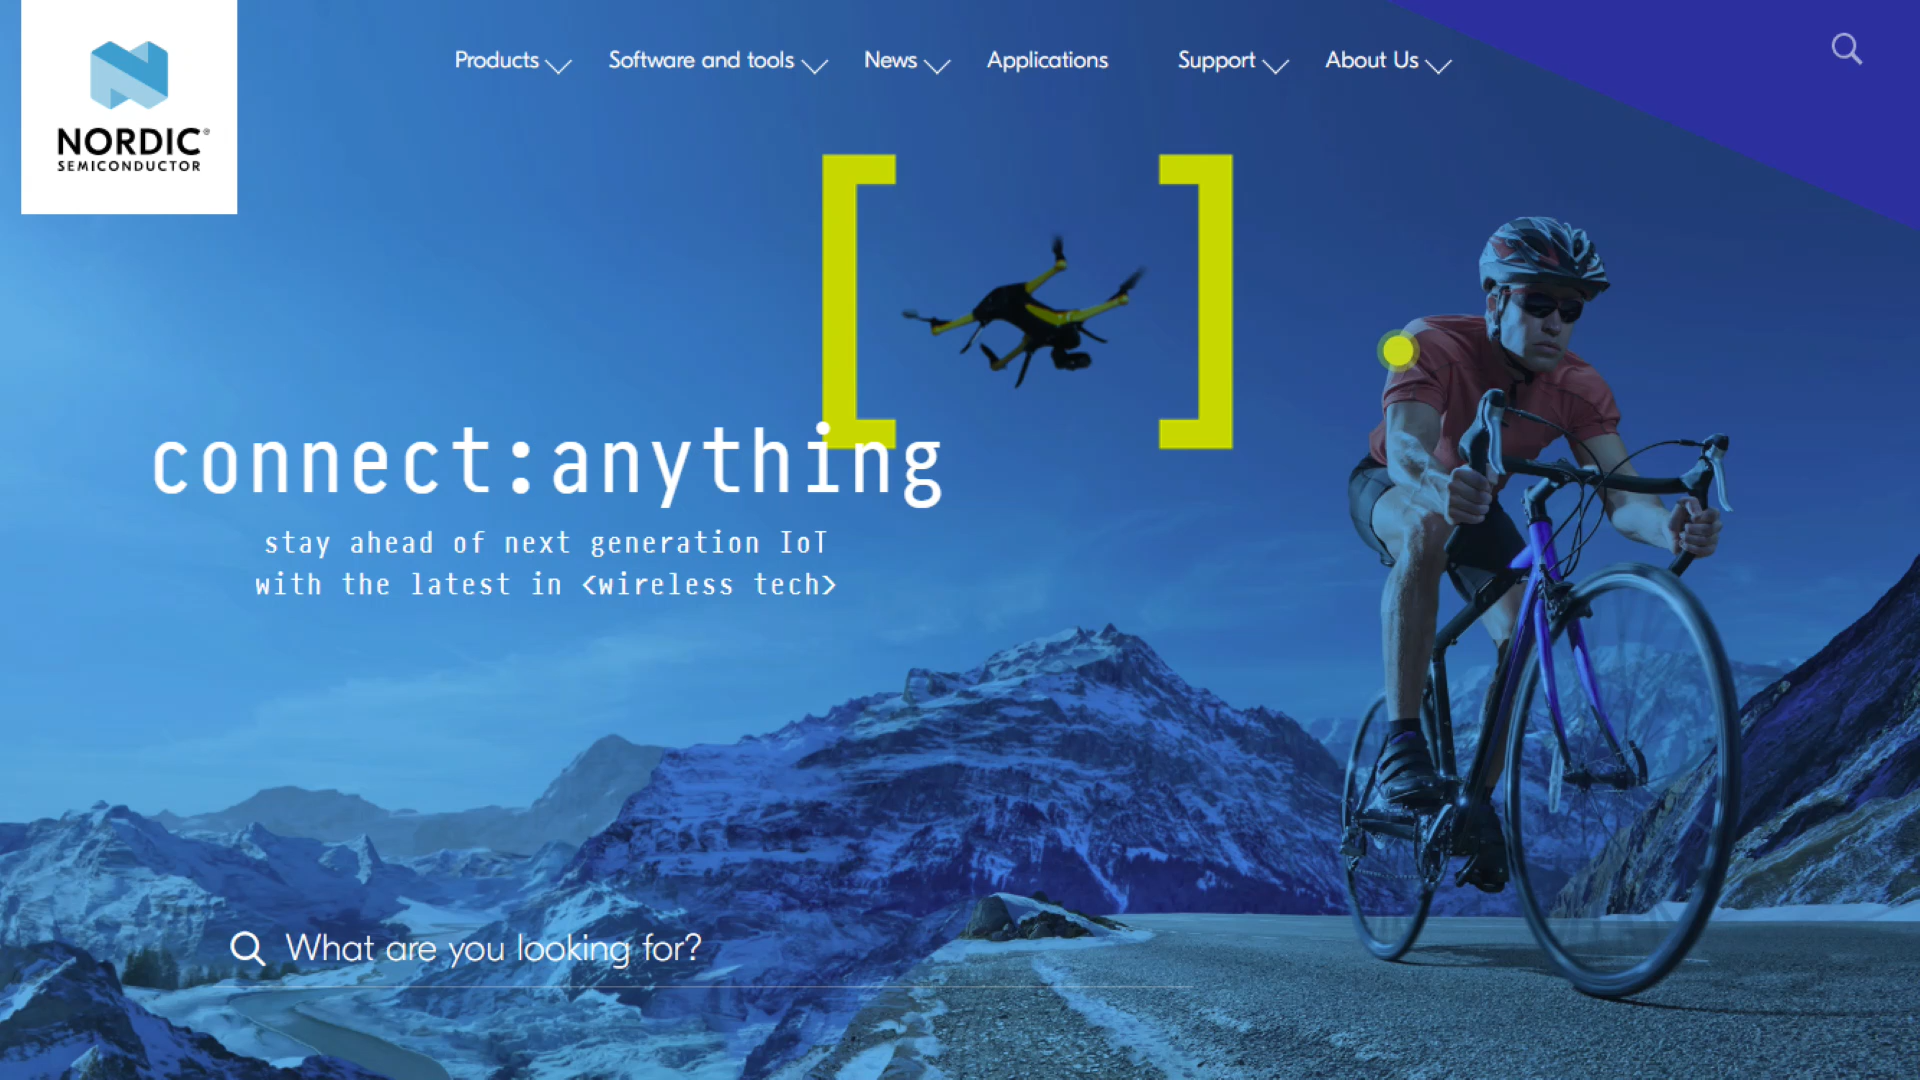 NORDIC®
SEMICONDUCTOR
Products
Software and tools
News
Applications
Support
About Us
connect:anything
stay ahead of next generation IoT
with the latest in <wireless tech>
What are you looking for?